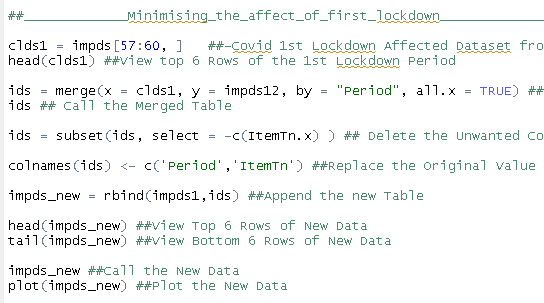 ##______________Minimising_the_affect_of_first_lockdown______________
clds1 = impds[57:60, ] ##-Covid 1st Lockdown Affected Dataset fro
head(clds1) ##View top 6 Rows of the 1st Lockdown Period
ids = merge(x = clds1, y = impds12, by = "Period", all.x = TRUE) ##
ids ## Call the Merged Table
ids = subset(ids, select = -c(ItemTn.x) ) ## Delete the Unwanted Co
colnames(ids) <- c('Period','ItemTn') ##Replace the Original Value
impds_new = rbind(impds1,ids) ##Append the new Table
head(impds_new) ##View Top 6 Rows of New Data
tail(impds_new) ##View Bottom 6 Rows of New Data
impds_new ##Call the New Data
plot(impds_new) ##Plot the New Data